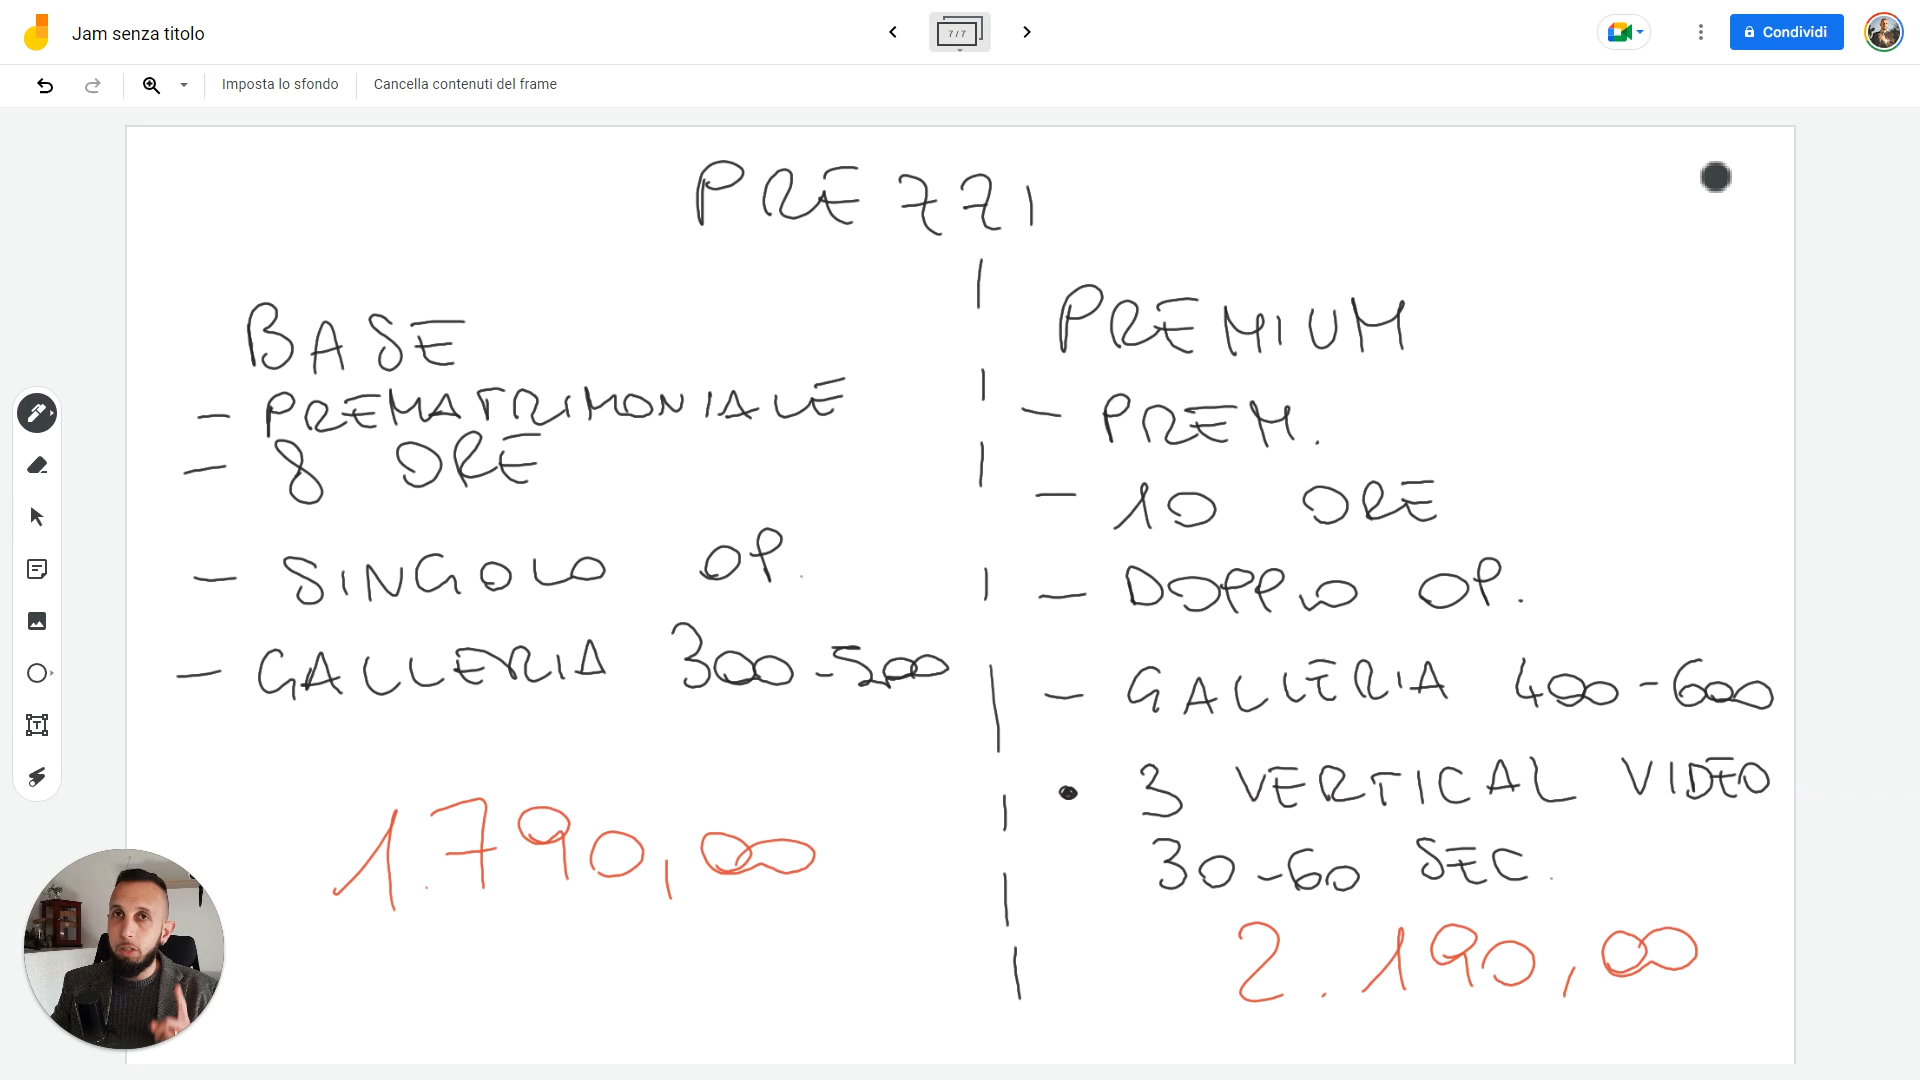 Jam senza titolo
7 / 7
Condividi
Imposta lo sfondo
Cancella contenuti del frame
PREZZI
BASE
- PREMATRIMONIALE
- 8 ORE
- SINGOLO OP.
- GALLERIA 300-500
1.790,00
PREMIUM
- PREM.
- 10 ORE
- DOPPIO OP.
- GALLERIA 400-600
• 3 VERTICAL VIDEO
30-60 SEC.
2.190,00